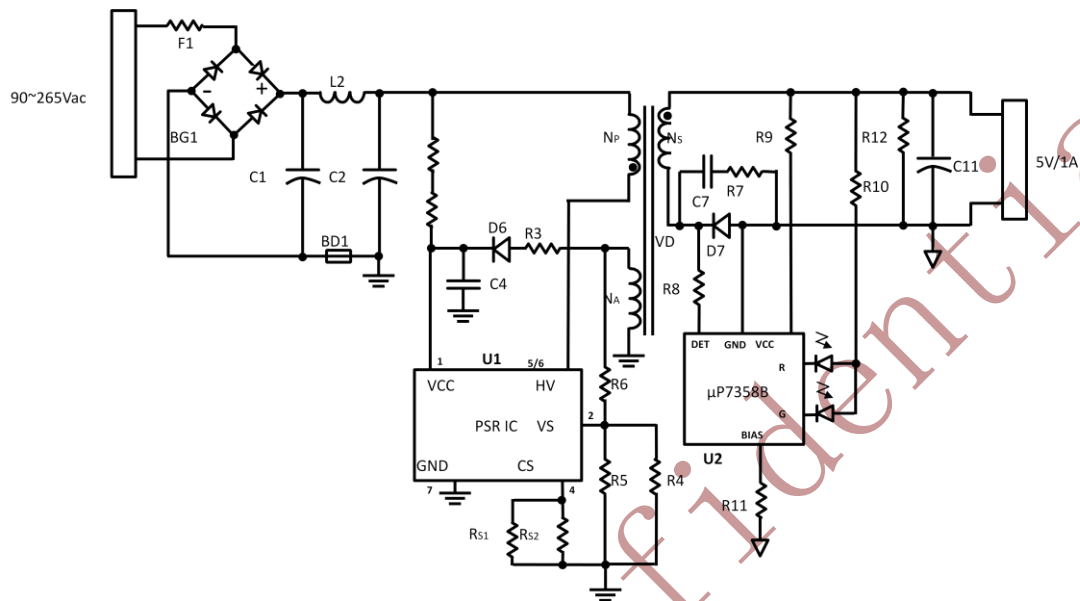 F1
90~265Vac
BG1
-
+
L2
C1
C2
BD1
D6
R3
C4
NP
NS
NA
VD
C7
R7
D7
R8
R9
R10
R12
C11
5V/1A
U1
1
5/6
VCC
HV
PSR IC
VS
2
GND
CS
7
4
RS1
RS2
R6
R5
R4
DET
GND
VCC
R
µP7358B
G
BIAS
U2
R11
fidentia